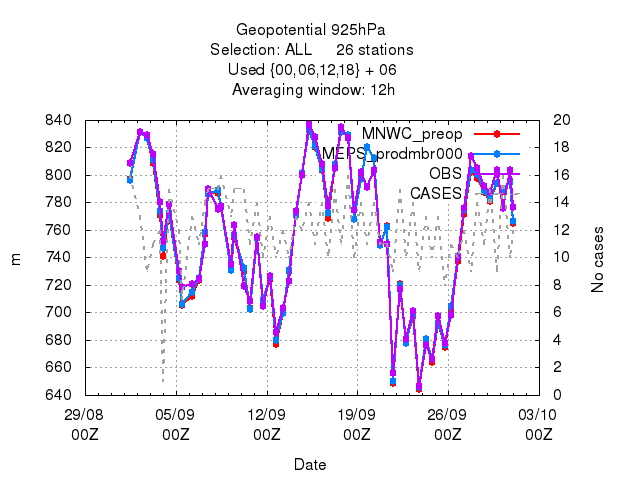 Geopotential 925hPa
Selection: ALL 26 stations
Used {00,06,12,18} + 06
Averaging window: 12h
840 20
MNWC_preop
820 18
MEPS_prodmbr000
800 16
OBS
780 14
CASES
760 12
740 10
720 8
700 6
680 4
660 2
640 0
m
No cases
29/08 05/09 12/09 19/09 26/09 03/10
00Z 00Z 00Z 00Z 00Z 00Z
Date